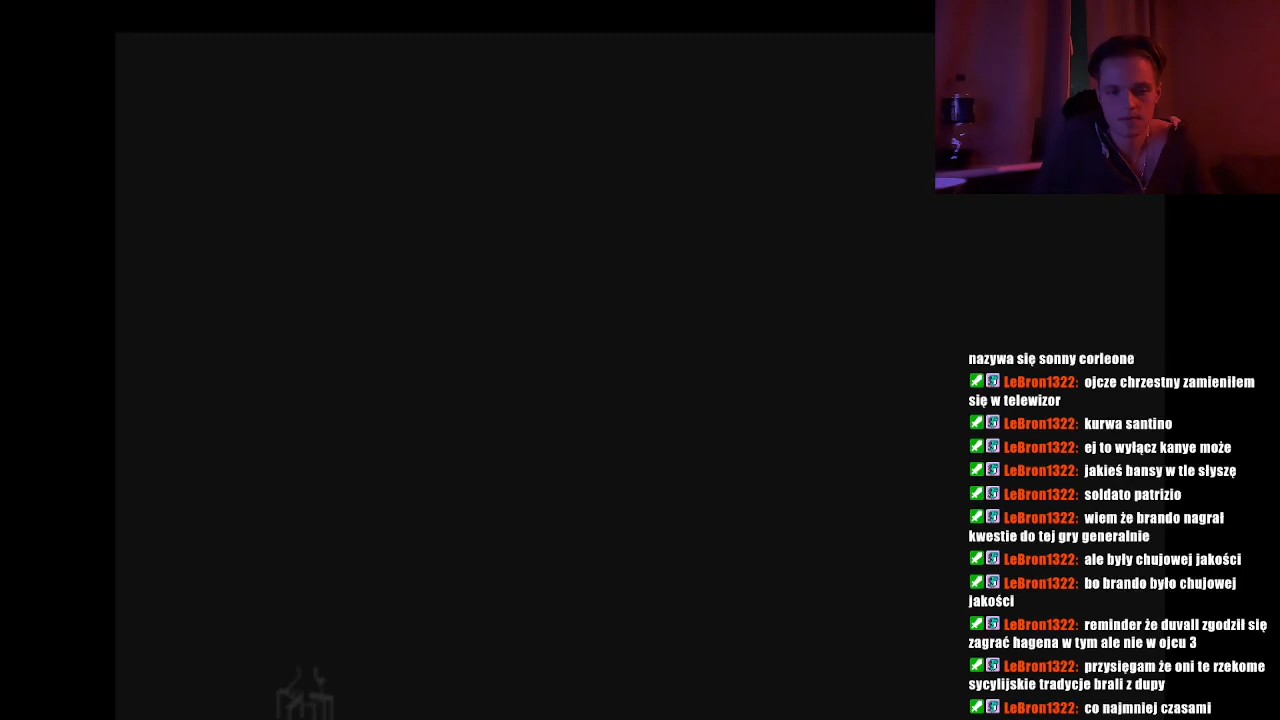 nazywa się sonny corleone
LeBron1322: ojcze chrzestny zamieniłem
się w telewizor
LeBron1322: kurwa santino
LeBron1322: ej to wyłącz kanye może
LeBron1322: jakieś bansy w tle słyszę
LeBron1322: soldato patrizio
LeBron1322: wiem że brando nagrał
kwestie do tej gry generalnie
LeBron1322: ale były chujowej jakości
LeBron1322: bo brando było chujowej
jakości
LeBron1322: reminder że duvall zgodził się
zagrać hagena w tym ale nie w ojcu 3
LeBron1322: przysięgam że oni te rzekome
sycylijskie tradycje brali z dupy
LeBron1322: co najmniej czasami